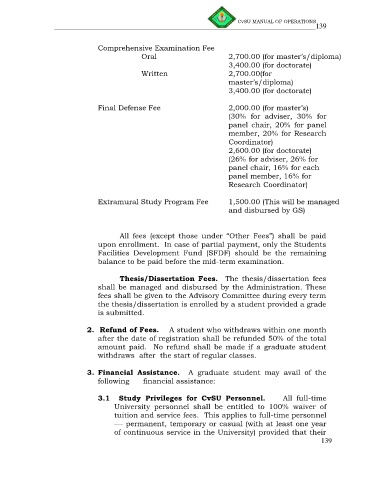 CvSU MANUAL OF OPERATIONS
139
Comprehensive Examination Fee
Oral 2,700.00 (for master's/diploma)
3,400.00 (for doctorate)
Written 2,700.00(for
master's/diploma)
3,400.00 (for doctorate)
Final Defense Fee 2,000.00 (for master's)
(30% for adviser, 30% for
panel chair, 20% for panel
member, 20% for Research
Coordinator)
2,600.00 (for doctorate)
(26% for adviser, 26% for
panel chair, 16% for each
panel member, 16% for
Research Coordinator)
Extramural Study Program Fee 1,500.00 (This will be managed
and disbursed by GS)
All fees (except those under “Other Fees”) shall be paid
upon enrollment. In case of partial payment, only the Students
Facilities Development Fund (SFDF) should be the remaining
balance to be paid before the mid-term examination.
Thesis/Dissertation Fees. The thesis/dissertation fees
shall be managed and disbursed by the Administration. These
fees shall be given to the Advisory Committee during every term
the thesis/dissertation is enrolled by a student provided a grade
is submitted.
2. Refund of Fees. A student who withdraws within one month
after the date of registration shall be refunded 50% of the total
amount paid. No refund shall be made if a graduate student
withdraws after the start of regular classes.
3. Financial Assistance. A graduate student may avail of the
following financial assistance:
3.1 Study Privileges for CvSU Personnel. All full-time
University personnel shall be entitled to 100% waiver of
tuition and service fees. This applies to full-time personnel
--- permanent, temporary or casual (with at least one year
of continuous service in the University) provided that their
139